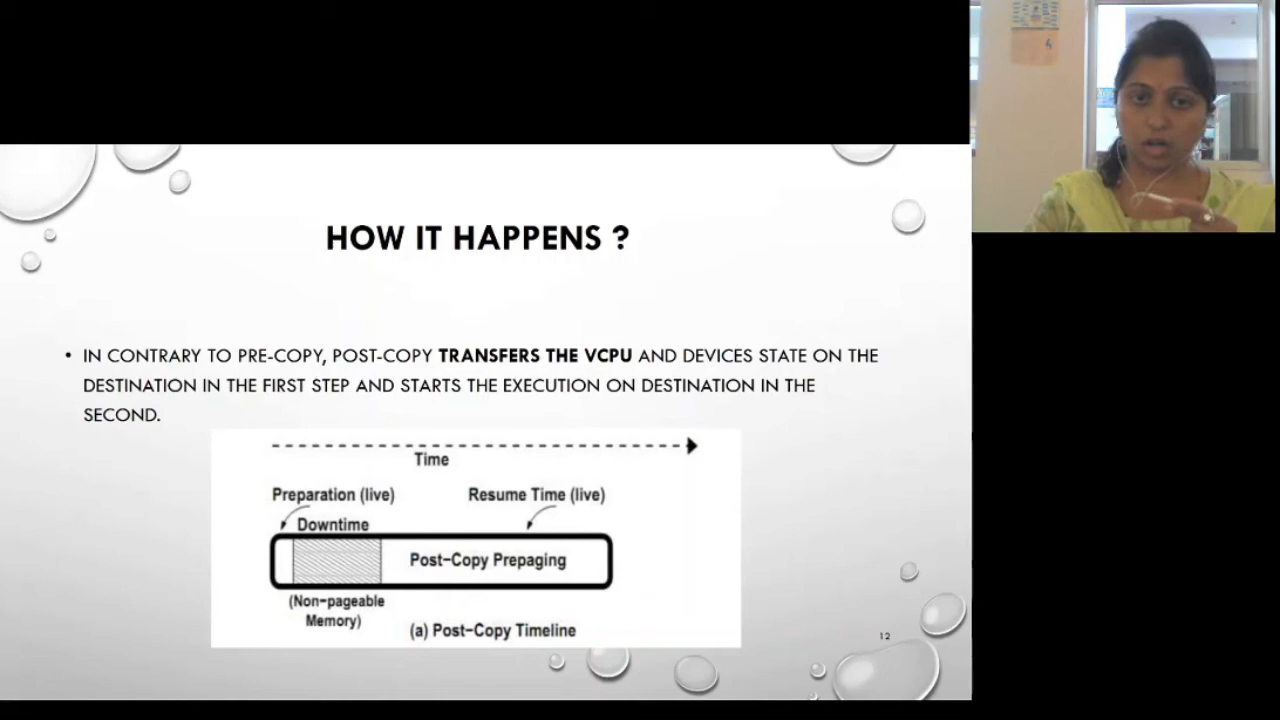 HOW IT HAPPENS ?
• IN CONTRARY TO PRE-COPY, POST-COPY TRANSFERS THE VCPU AND DEVICES STATE ON THE
DESTINATION IN THE FIRST STEP AND STARTS THE EXECUTION ON DESTINATION IN THE
SECOND.
Time
Preparation (live)
Resume Time (live)
Downtime
Post-Copy Prepaging
(Non-pageable
Memory)
(a) Post-Copy Timeline
12
4